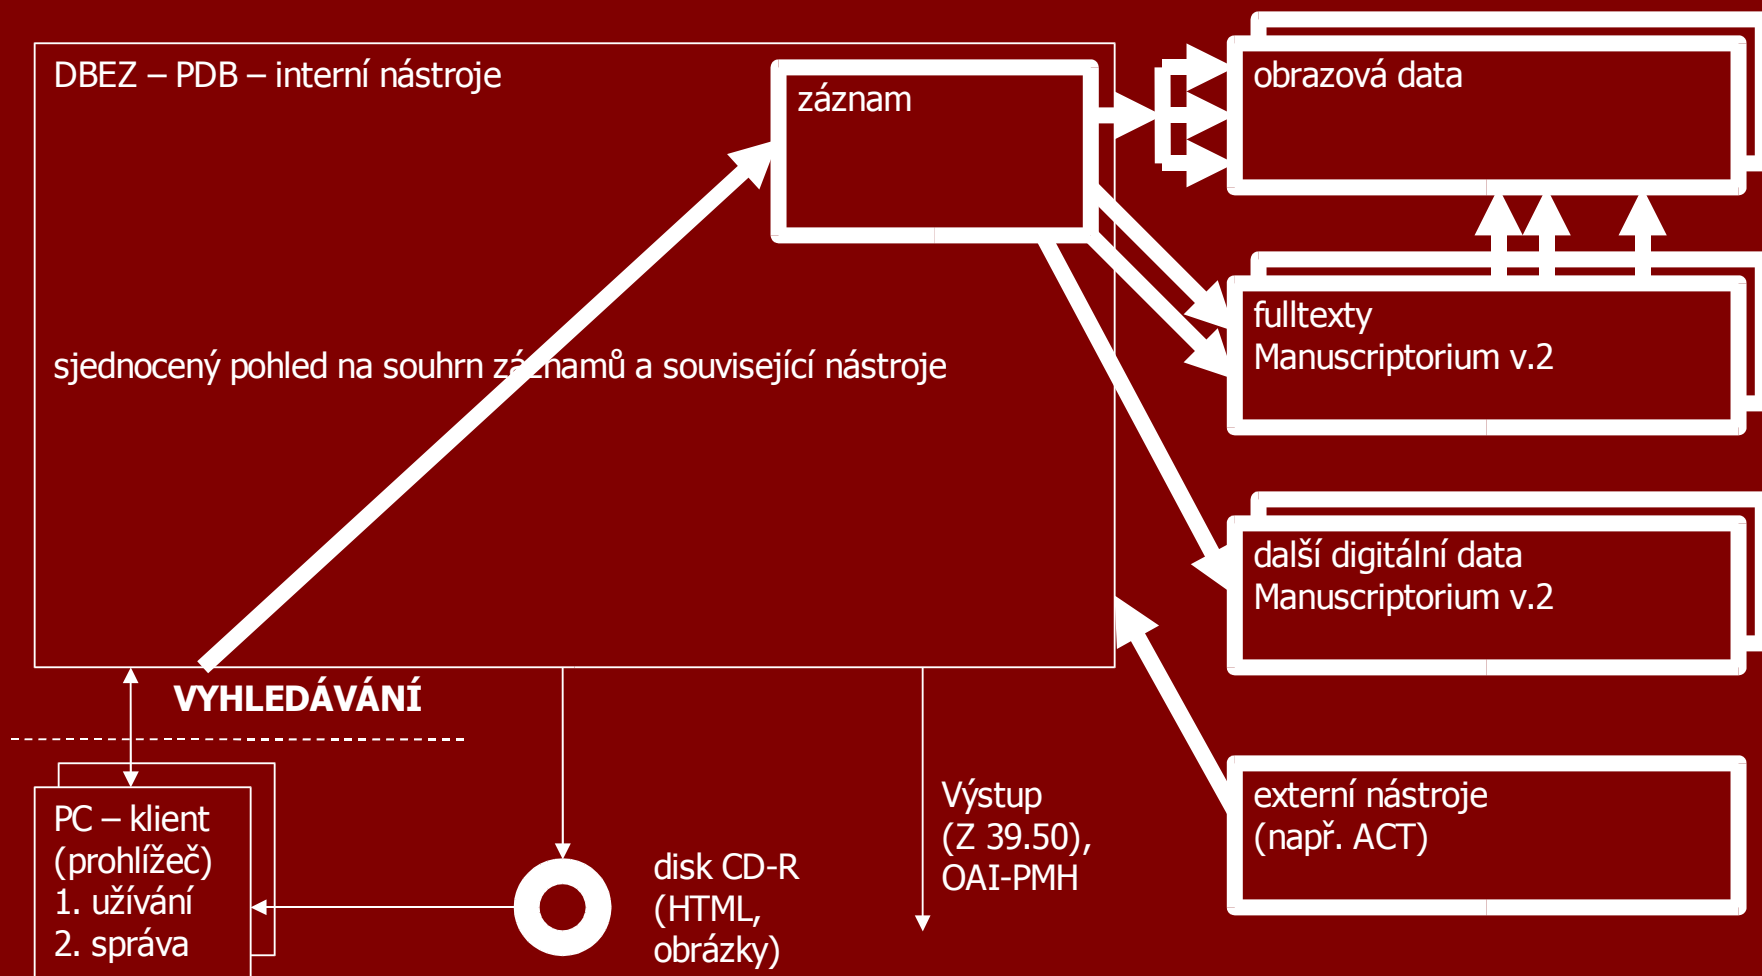 DBEZ – PDB – interní nástroje
záznam
obrazová data
sjednocený pohled na souhrn záznamů a související nástroje
fulltexty
Manuscriptorium v.2
další digitální data
Manuscriptorium v.2
VYHLEDÁVÁNÍ
PC – klient
(prohlížeč)
1. užívání
2. správa
disk CD-R
(HTML,
obrázky)
Výstup
(Z 39.50),
OAI-PMH
externí nástroje
(např. ACT)